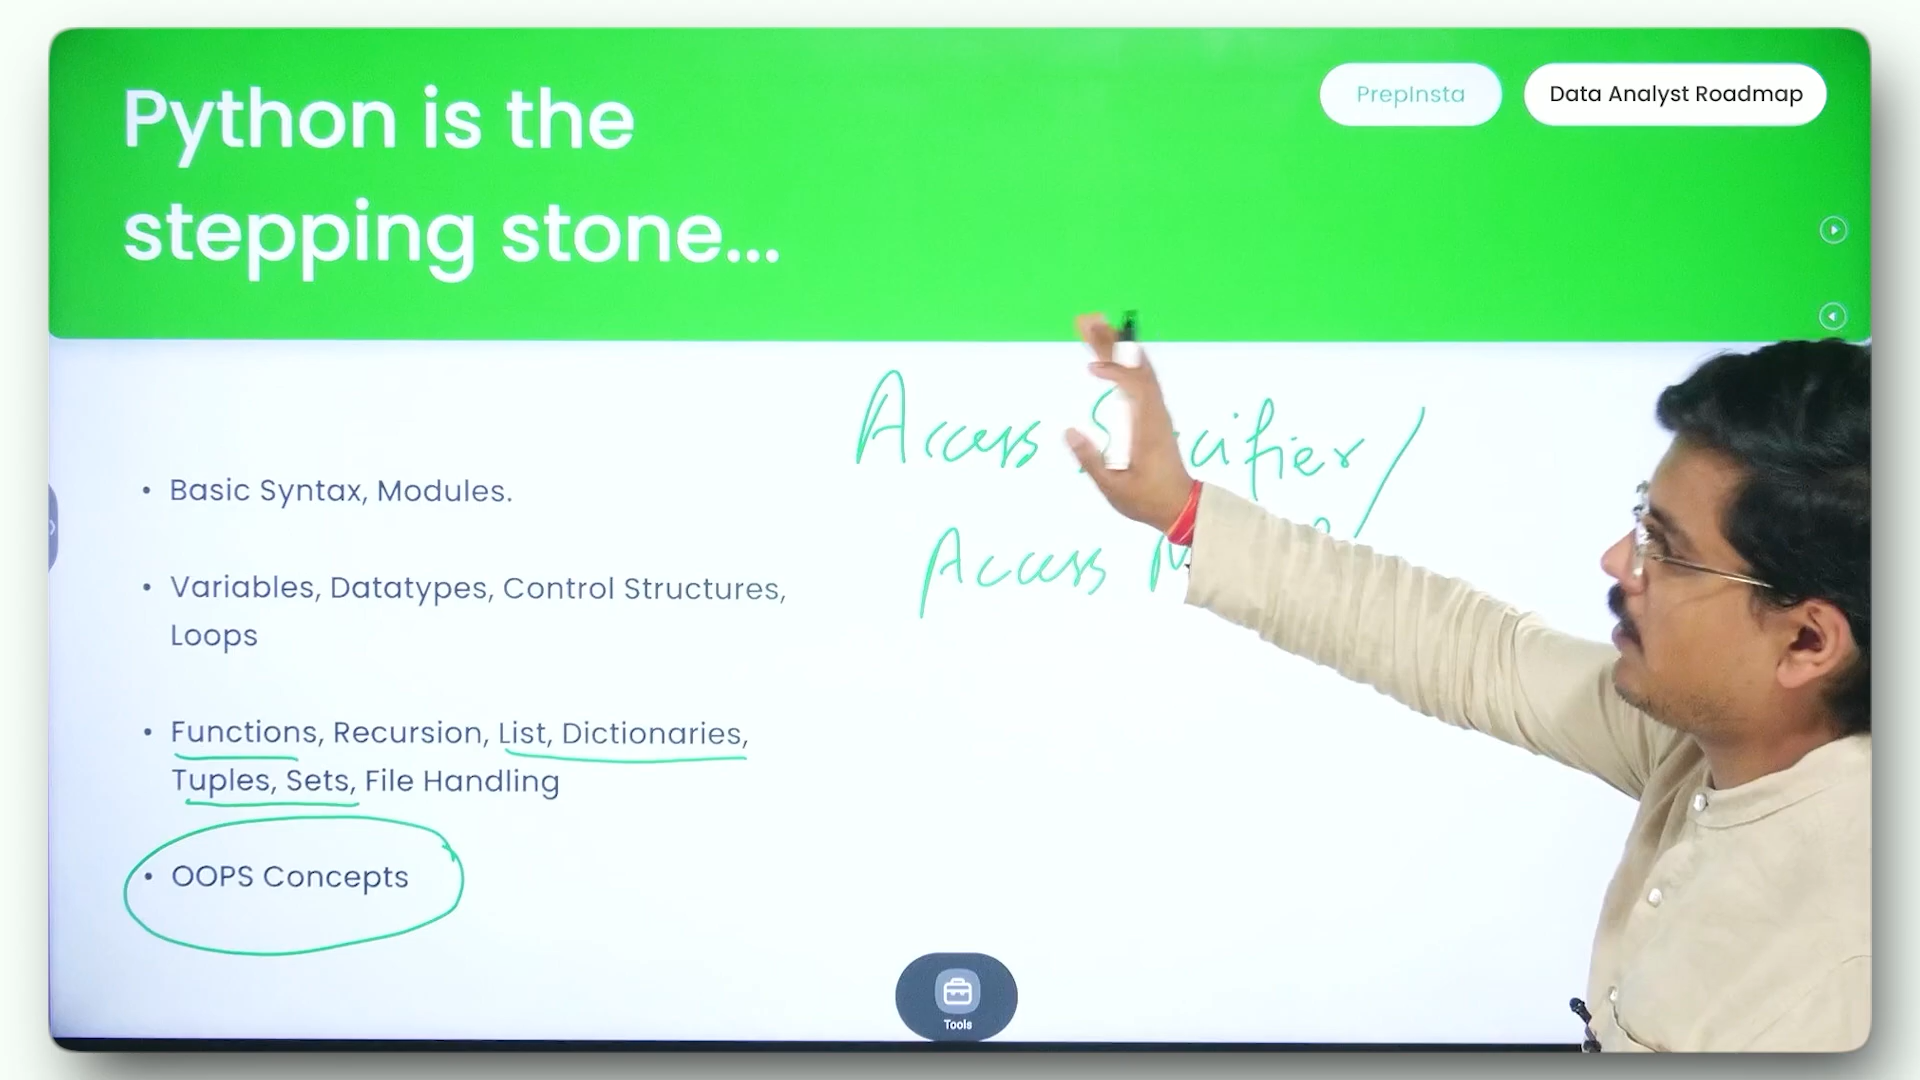 Python is the
stepping stone...
PrepInsta
Data Analyst Roadmap
• Basic Syntax, Modules.
• Variables, Datatypes, Control Structures,
Loops
• Functions, Recursion, List, Dictionaries,
Tuples, Sets, File Handling
• OOPS Concepts
Access /
Access
Tools